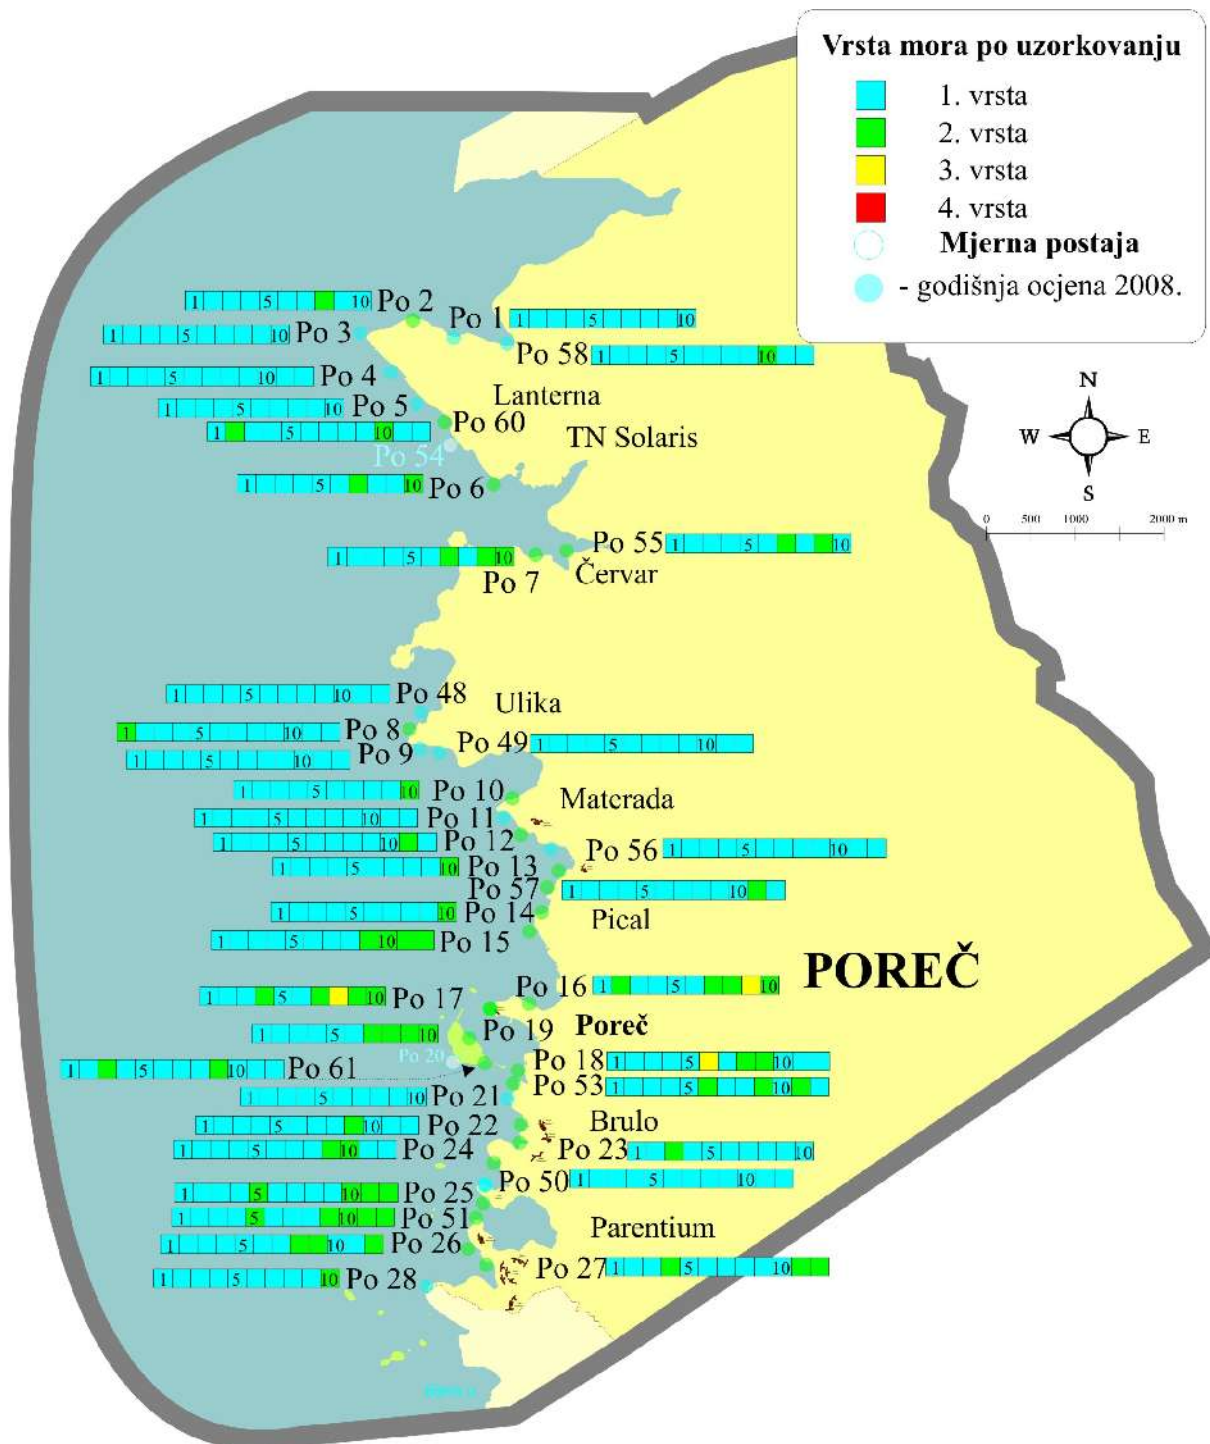 Vrsta mora po uzorkovanju
1. vrsta
2. vrsta
3. vrsta
4. vrsta
Mjerna postaja
- godišnja ocjena 2008.
N
W E
S
0 500 1000 2000 m
1 5 10 Po 2
Po 1 1 5 10
1 5 10 Po 3
Po 58 1 5 10
1 5 10 Po 4
Lanterna
1 5 10 Po 5
Po 60
1 5 10
TN Solaris
Po 54
1 5 10 Po 6
Po 55 1 5 10
1 5 10
Po 7
Červar
1 5 10 Po 48
Ulika
1 5 10 Po 8
Po 49 1 5 10
1 5 10 Po 9
1 5 10 Po 10
Materada
1 5 10 Po 11
1 5 10 Po 12
Po 56 1 5 10
1 5 10 Po 13
Po 57 1 5 10
1 5 10 Po 14
Pical
1 5 10 Po 15
POREČ
Po 16 1 5 10
1 5 10 Po 17
1 5 10 Po 19
Poreč
Po 20
Po 18 1 5 10
1 5 10 Po 61
Po 53 1 5 10
1 5 10 Po 21
1 5 10 Po 22
Brulo
1 5 10 Po 24
Po 23 1 5 10
Po 50 1 5 10
1 5 10 Po 25
1 5 10 Po 51
Parentium
1 5 10 Po 26
Po 27 1 5 10
1 5 10 Po 28